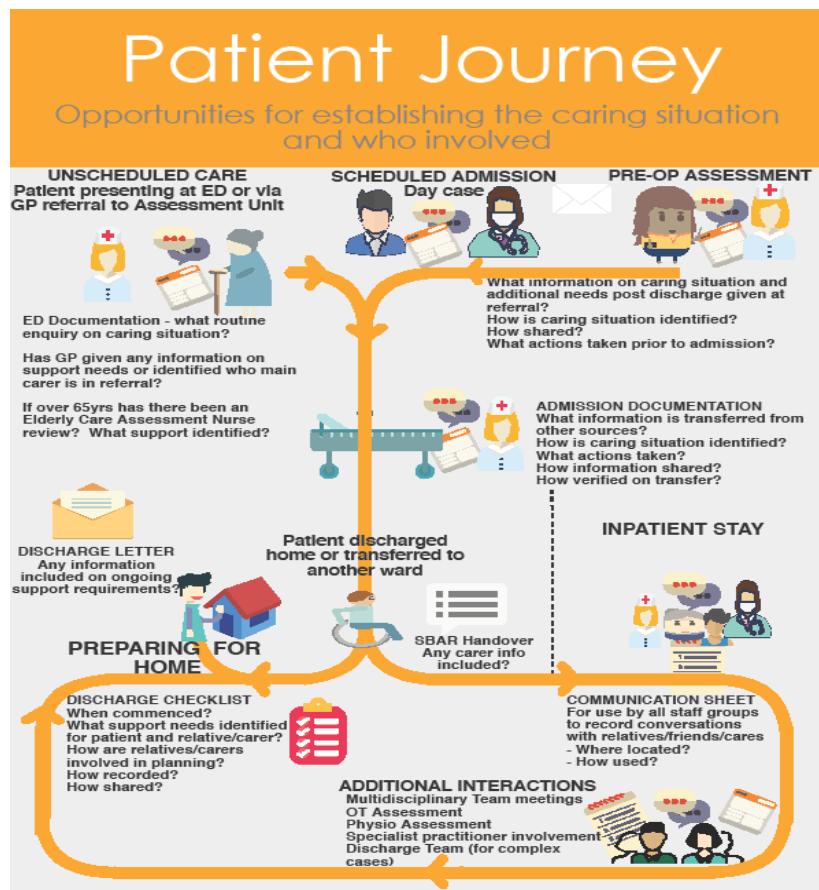 Patient Journey
Opportunities for establishing the caring situation
and who involved
UNSCHEDULED CARE
Patient presenting at ED or via
GP referral to Assessment Unit
SCHEDULED ADMISSION
Day case
PRE-OP ASSESSMENT
ED Documentation - what routine
enquiry on caring situation?
Has GP given any information on
support needs or identified who main
carer is in referral?
If over 65yrs has there been an
Elderly Care Assessment Nurse
review? What support identified?
What information on caring situation and
additional needs post discharge given at
referral?
How is caring situation identified?
How shared?
What actions taken prior to admission?
ADMISSION DOCUMENTATION
What information is transferred from
other sources?
How is caring situation identified?
What actions taken?
How information shared?
How verified on transfer?
DISCHARGE LETTER
Any information
included on ongoing
support requirements?
Patient discharged
home or transferred to
another ward
INPATIENT STAY
SBAR Handover
Any carer info
included?
PREPARING FOR
HOME
DISCHARGE CHECKLIST
When commenced?
What support needs identified
for patient and relative/carer?
How are relatives/carers
involved in planning?
How recorded?
How shared?
COMMUNICATION SHEET
For use by all staff groups
to record conversations
with relatives/friends/cares
- Where located?
- How used?
ADDITIONAL INTERACTIONS
Multidisciplinary Team meetings
OT Assessment
Physio Assessment
Specialist practitioner involvement
Discharge Team (for complex
cases)